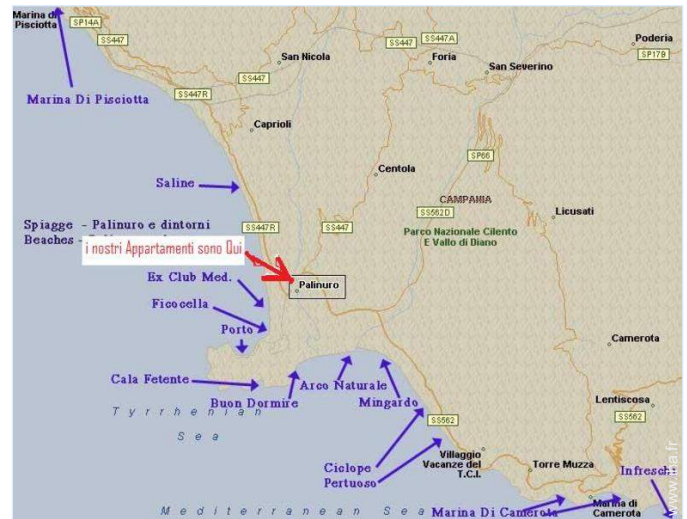 Marina di
Pisciotta
SP14A
SS447
San Nicola
SS447
SS447A
Foria
San Severino
Poderia
SP17B
SS447
SS447R
Marina Di Pisciotta
Caprioli
SP66
Centola
Saline
CAMPANIA
SS562D
Licusati
Spiagge - Palinuro e dintorni
SS447R
SS447
Parco Nazionale Cilento
E Vallo di Diano
Beaches -
i nostri Appartamenti sono Qui
Ex Club Med.
Palinuro
Ficocella
Porto
Camerota
Cala Fetente
Arco Naturale
Buon Dormire
Mingardo
Lentiscosa
Tyrrhenian
Sea
SS562
SS562
Villaggio
Vacanze del
T.C.I.
Ciclope
Pertuoso
Torre Muzza
Infreschi
Mediterranean Sea
Marina Di Camerota
Marina di
Camerota